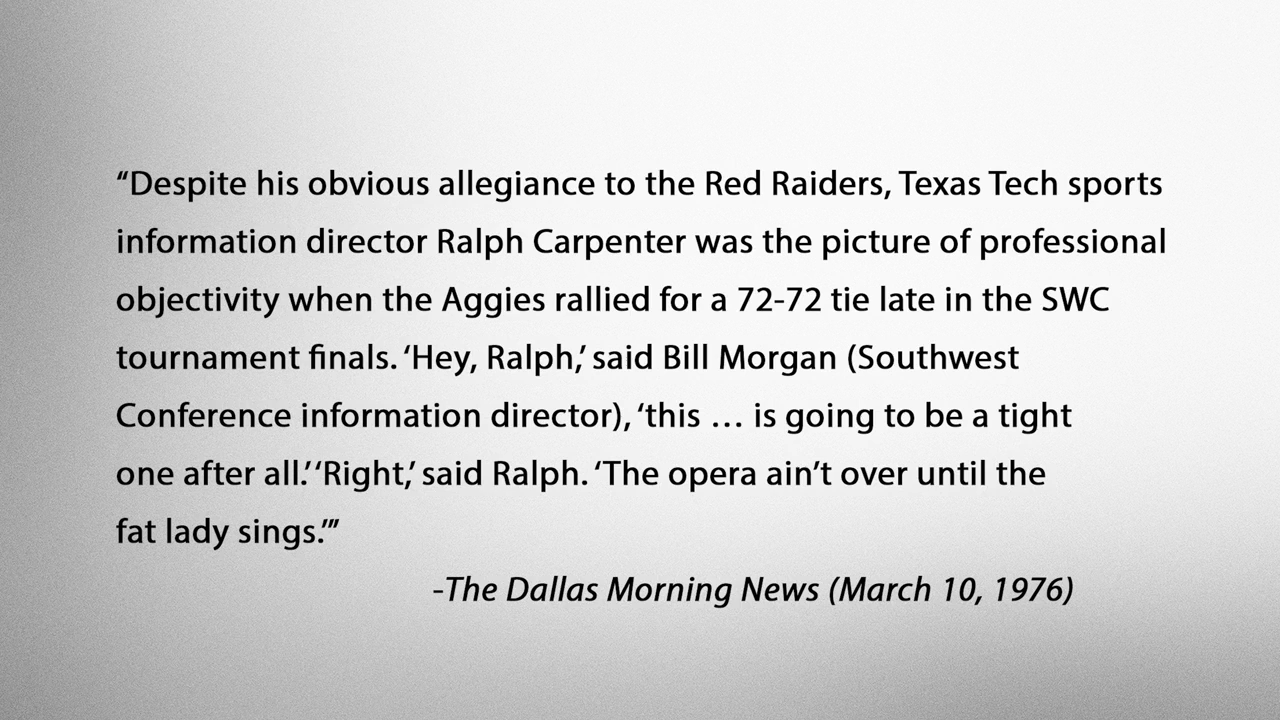 “Despite his obvious allegiance to the Red Raiders, Texas Tech sports
information director Ralph Carpenter was the picture of professional
objectivity when the Aggies rallied for a 72-72 tie late in the SWC
tournament finals. ‘Hey, Ralph,’ said Bill Morgan (Southwest
Conference information director), ‘this … is going to be a tight
one after all.’ ‘Right,’ said Ralph. ‘The opera ain’t over until the
fat lady sings.’”
-The Dallas Morning News (March 10, 1976)